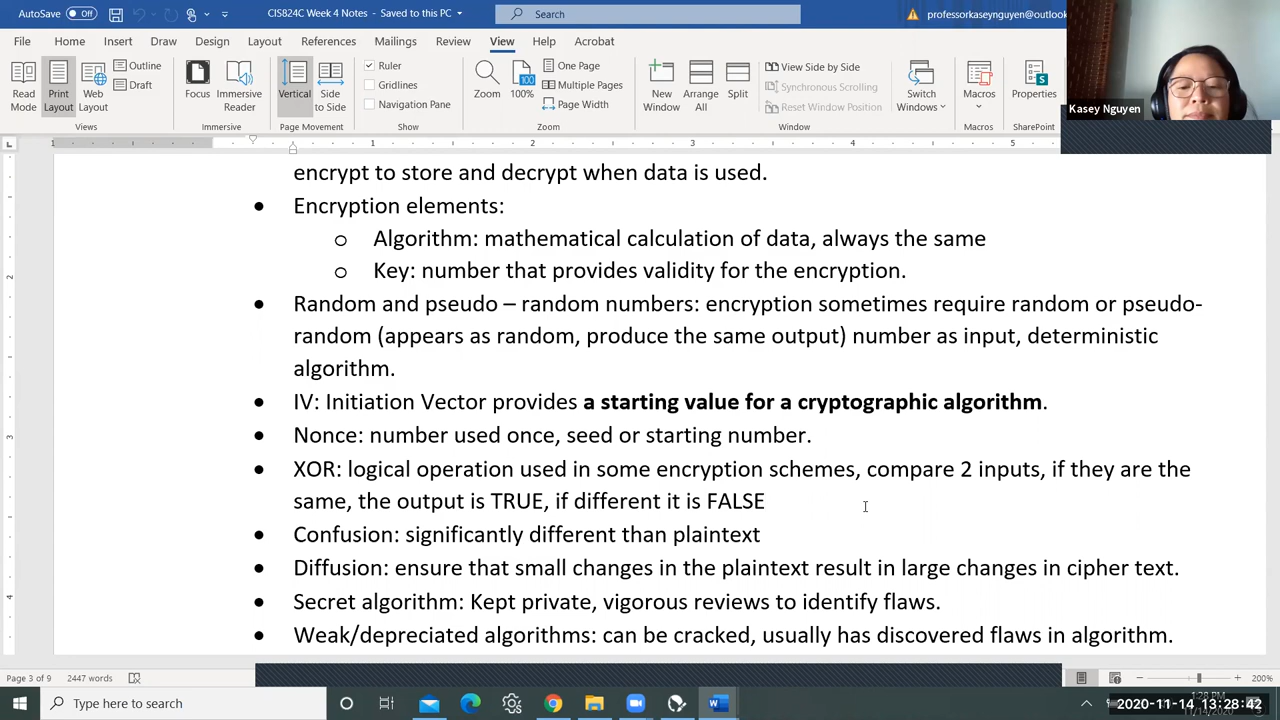 AutoSave Off CIS824C Week 4 Notes - Saved to this PC Search professorkaseynguyen@outlook
File Home Insert Draw Design Layout References Mailings Review View Help Acrobat
Read Mode Print Layout Web Layout Outline Draft Focus Immersive Reader Vertical Side to Side Ruler Gridlines Navigation Pane Zoom 100% One Page Multiple Pages Page Width New Window Arrange All Split View Side by Side Synchronous Scrolling Reset Window Position Switch Windows Macros Properties
Views Immersive Page Movement Show Zoom Window Macros SharePoint
Kasey Nguyen
1 1 2 3 4 5
encrypt to store and decrypt when data is used.
• Encryption elements:
o Algorithm: mathematical calculation of data, always the same
o Key: number that provides validity for the encryption.
• Random and pseudo – random numbers: encryption sometimes require random or pseudo-
random (appears as random, produce the same output) number as input, deterministic
algorithm.
• IV: Initiation Vector provides a starting value for a cryptographic algorithm.
• Nonce: number used once, seed or starting number.
• XOR: logical operation used in some encryption schemes, compare 2 inputs, if they are the
same, the output is TRUE, if different it is FALSE
• Confusion: significantly different than plaintext
• Diffusion: ensure that small changes in the plaintext result in large changes in cipher text.
• Secret algorithm: Kept private, vigorous reviews to identify flaws.
• Weak/depreciated algorithms: can be cracked, usually has discovered flaws in algorithm.
2
3
4
Page 3 of 9 2447 words 200%
Type here to search 1:28 PM
2020-11-14 13:28:42